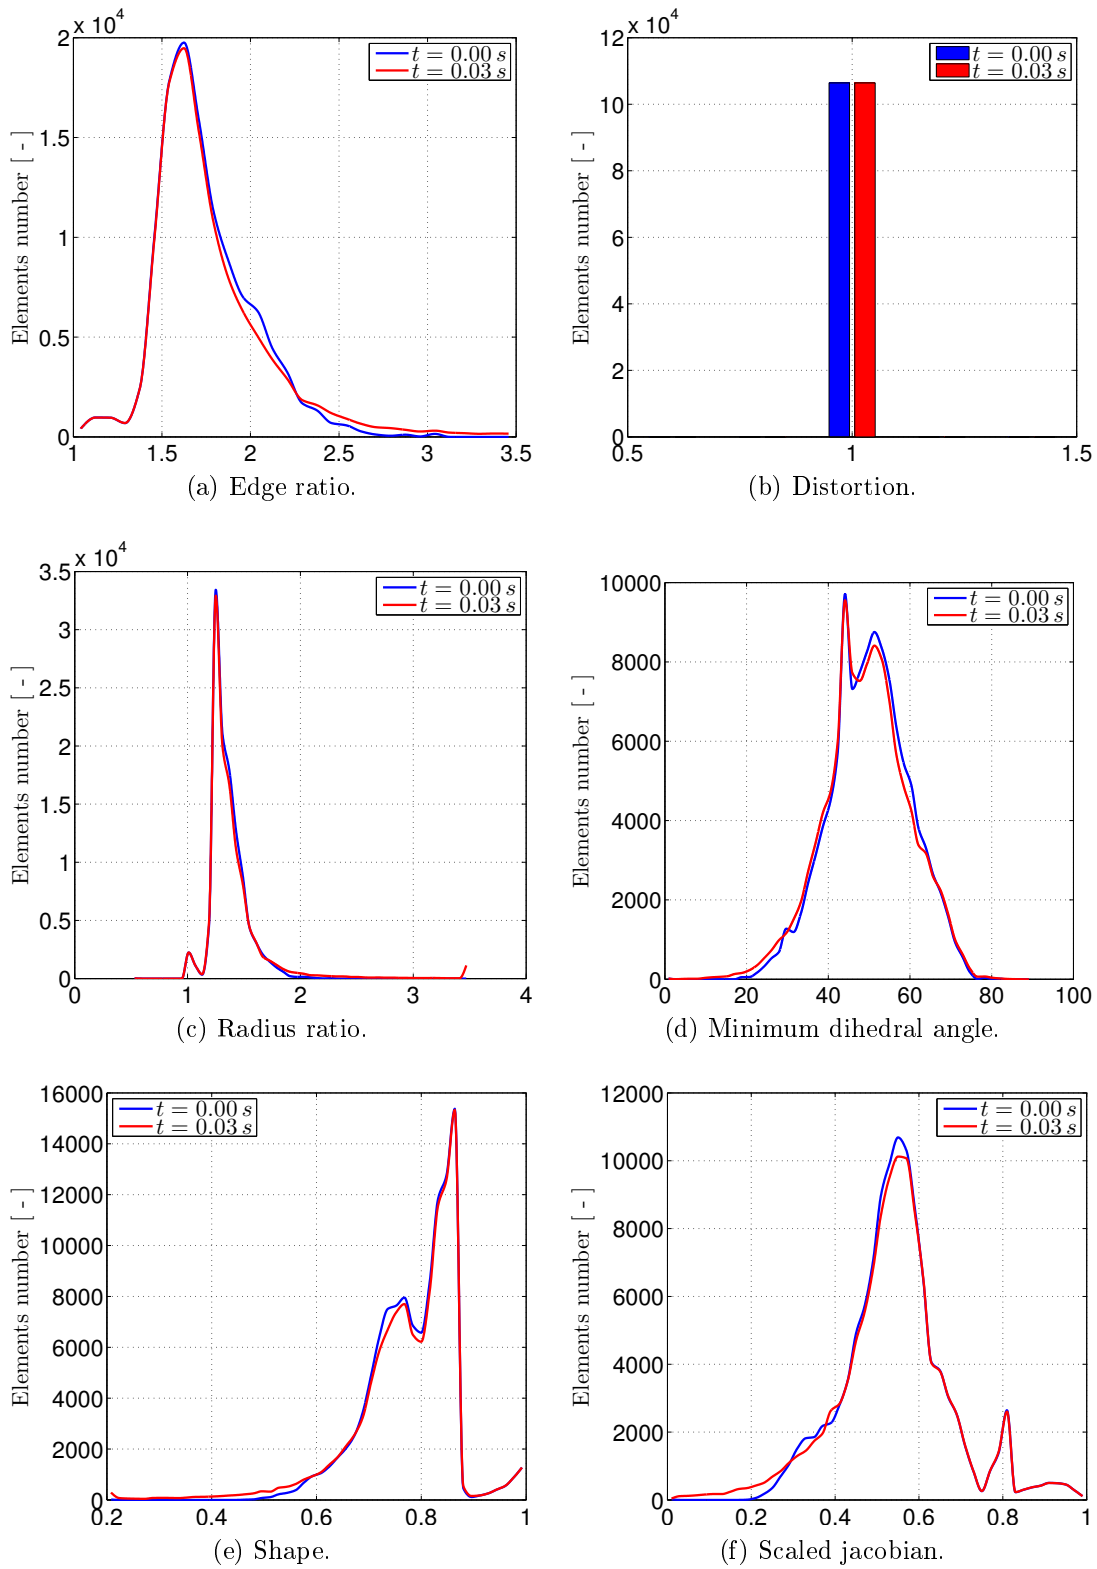 x 10^4
2
1.5
1
0.5
0
1
1.5
2
2.5
3
3.5
Elements number [ - ]
t = 0.00 s
t = 0.03 s
(a) Edge ratio.
x 10^4
12
10
8
6
4
2
0
0.5
1
1.5
Elements number [ - ]
t = 0.00 s
t = 0.03 s
(b) Distortion.
x 10^4
3.5
3
2.5
2
1.5
1
0.5
0
0
1
2
3
4
Elements number [ - ]
t = 0.00 s
t = 0.03 s
(c) Radius ratio.
10000
8000
6000
4000
2000
0
0
20
40
60
80
100
Elements number [ - ]
t = 0.00 s
t = 0.03 s
(d) Minimum dihedral angle.
16000
14000
12000
10000
8000
6000
4000
2000
0
0.2
0.4
0.6
0.8
1
Elements number [ - ]
t = 0.00 s
t = 0.03 s
(e) Shape.
12000
10000
8000
6000
4000
2000
0
0
0.2
0.4
0.6
0.8
1
Elements number [ - ]
t = 0.00 s
t = 0.03 s
(f) Scaled jacobian.